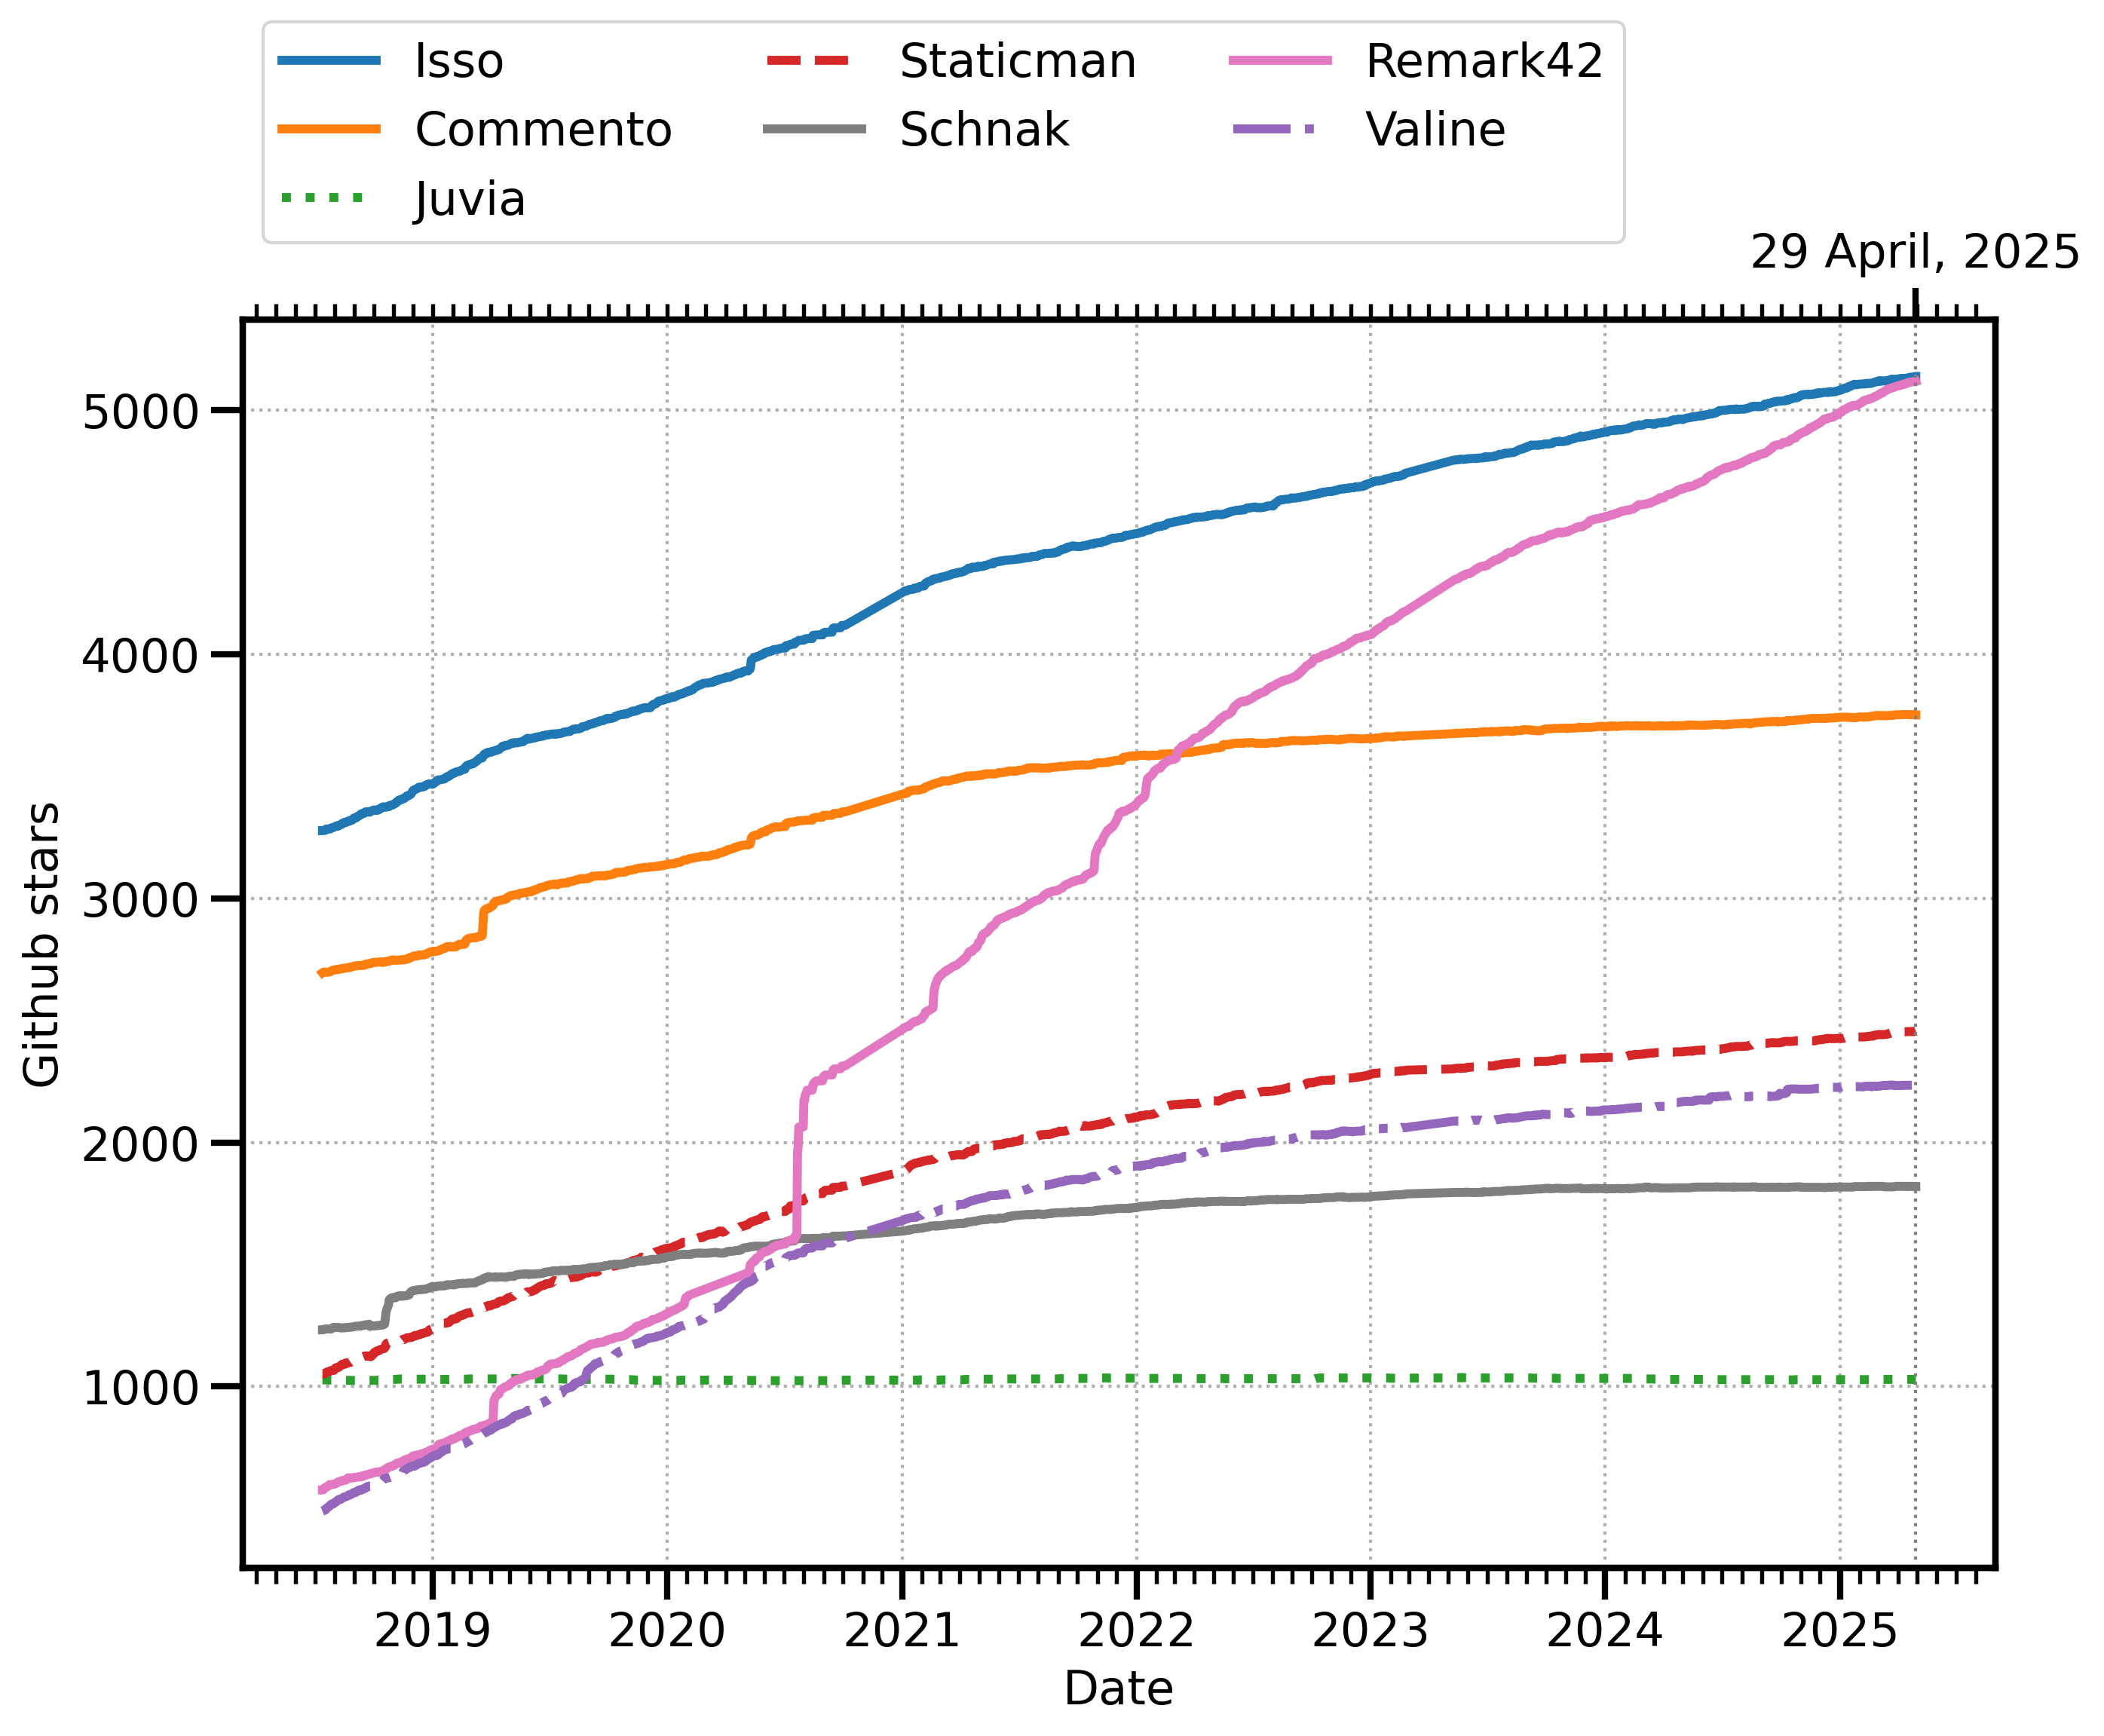 Isso
Commento
Juvia
Staticman
Schnak
Remark42
Valine
29 April, 2025
5000
4000
3000
2000
1000
Github stars
2019
2020
2021
2022
2023
2024
2025
Date